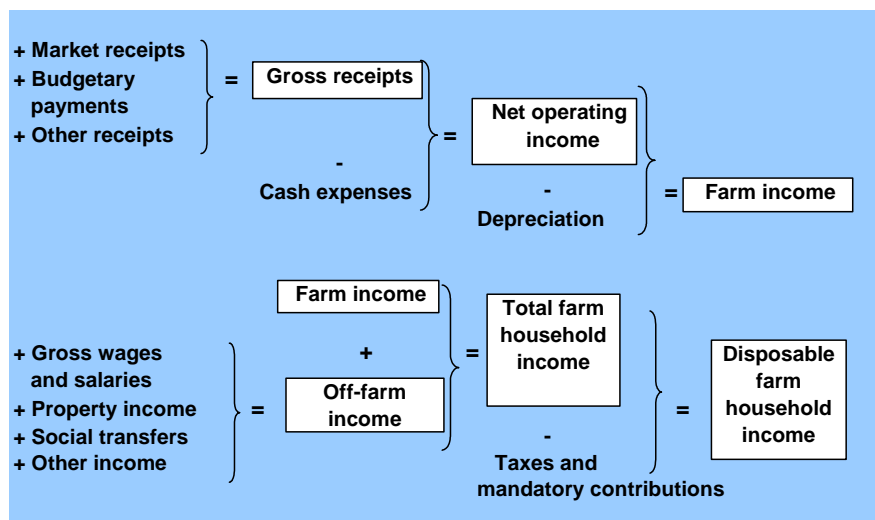 + Market receipts
+ Budgetary
payments
+ Other receipts
= Gross receipts
-
Cash expenses
= Net operating
income
-
Depreciation
= Farm income
+ Gross wages
and salaries
+ Property income
+ Social transfers
+ Other income
= Off-farm
income
+
Farm income
= Total farm
household
income
-
Taxes and
mandatory contributions
= Disposable
farm
household
income